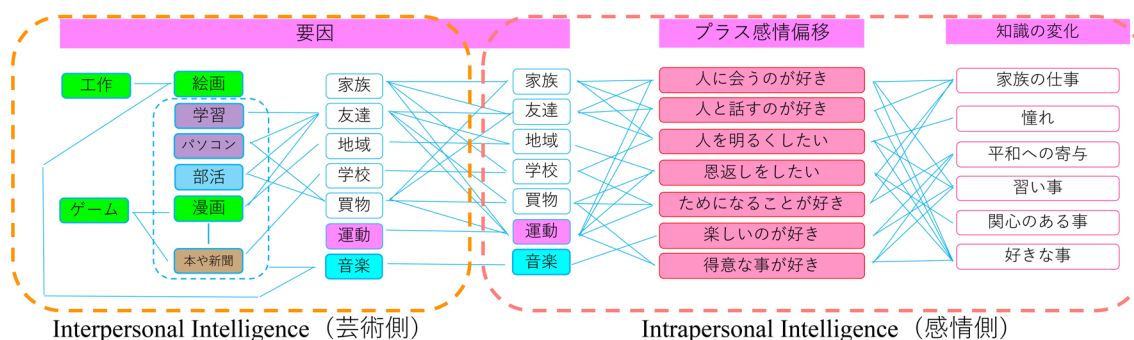 要因
プラス感情偏移
知識の変化
工作
ゲーム
絵画
学習
パソコン
部活
漫画
本や新聞
家族
友達
地域
学校
買物
運動
音楽
家族
友達
地域
学校
買物
運動
音楽
人に会うのが好き
人と話すのが好き
人を明るくしたい
恩返しをしたい
ためになることが好き
楽しいのが好き
得意な事が好き
家族の仕事
憧れ
平和への寄与
習い事
関心のある事
好きな事
Interpersonal Intelligence（芸術側）
Intrapersonal Intelligence（感情側）